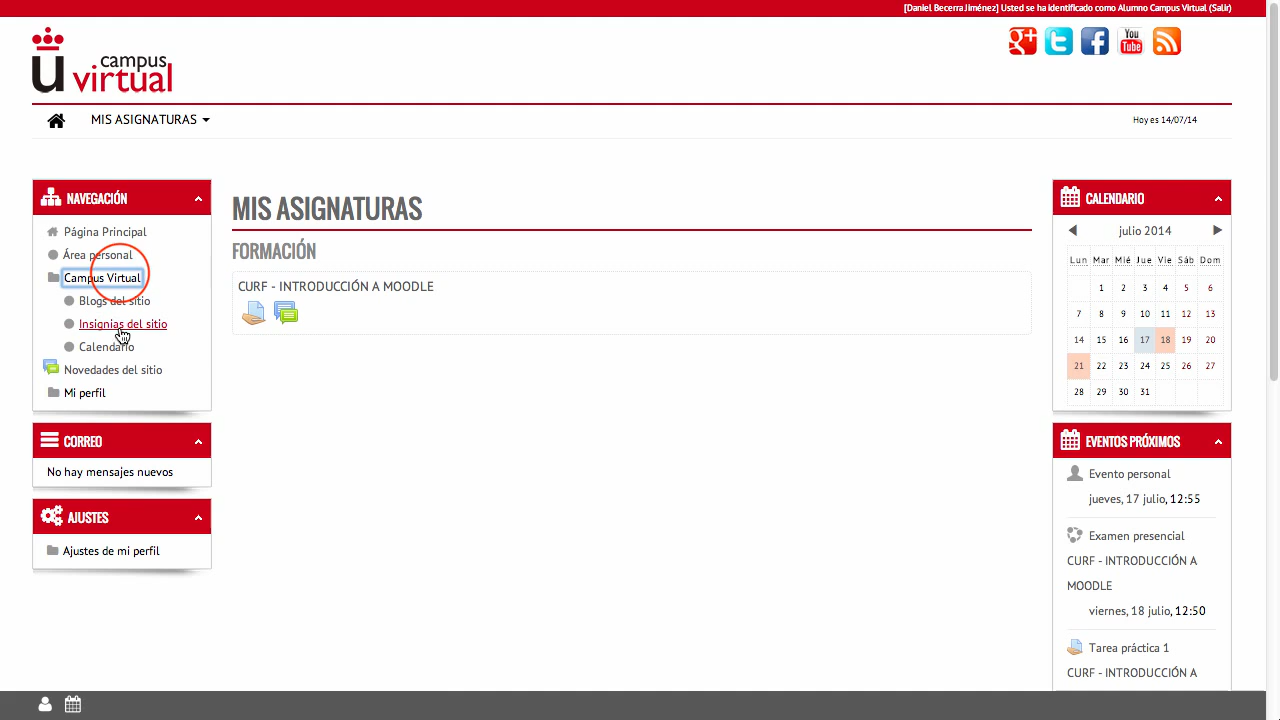 [Daniel Becerra Jiménez] Usted se ha identificado como Alumno Campus Virtual (Salir)
u campus virtual
g+ t f You Tube
MIS ASIGNATURAS
Hoy es 14/07/14
NAVEGACIÓN
Página Principal
Área personal
Campus Virtual
Blogs del sitio
Insignias del sitio
Calendario
Novedades del sitio
Mi perfil
CORREO
No hay mensajes nuevos
AJUSTES
Ajustes de mi perfil
MIS ASIGNATURAS
FORMACIÓN
CURF - INTRODUCCIÓN A MOODLE
CALENDARIO
julio 2014
Lun Mar Mié Jue Vie Sáb Dom
1 2 3 4 5 6
7 8 9 10 11 12 13
14 15 16 17 18 19 20
21 22 23 24 25 26 27
28 29 30 31
EVENTOS PRÓXIMOS
Evento personal
jueves, 17 julio, 12:55
Examen presencial
CURF - INTRODUCCIÓN A
MOODLE
viernes, 18 julio, 12:50
Tarea práctica 1
CURF - INTRODUCCIÓN A